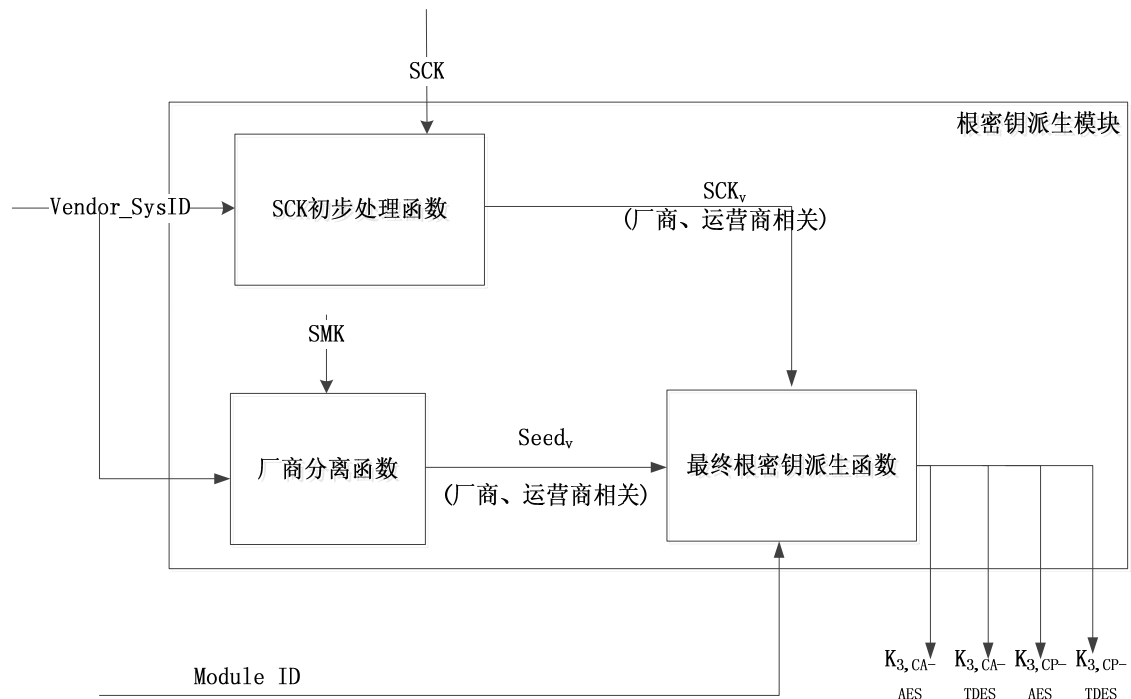 SCK
根密钥派生模块
Vendor_SysID
SCK初步处理函数
SCKv
(厂商、运营商相关)
SMK
厂商分离函数
Seedv
(厂商、运营商相关)
最终根密钥派生函数
Module ID
K3,CA-AES
K3,CA-TDES
K3,CP-AES
K3,CP-TDES